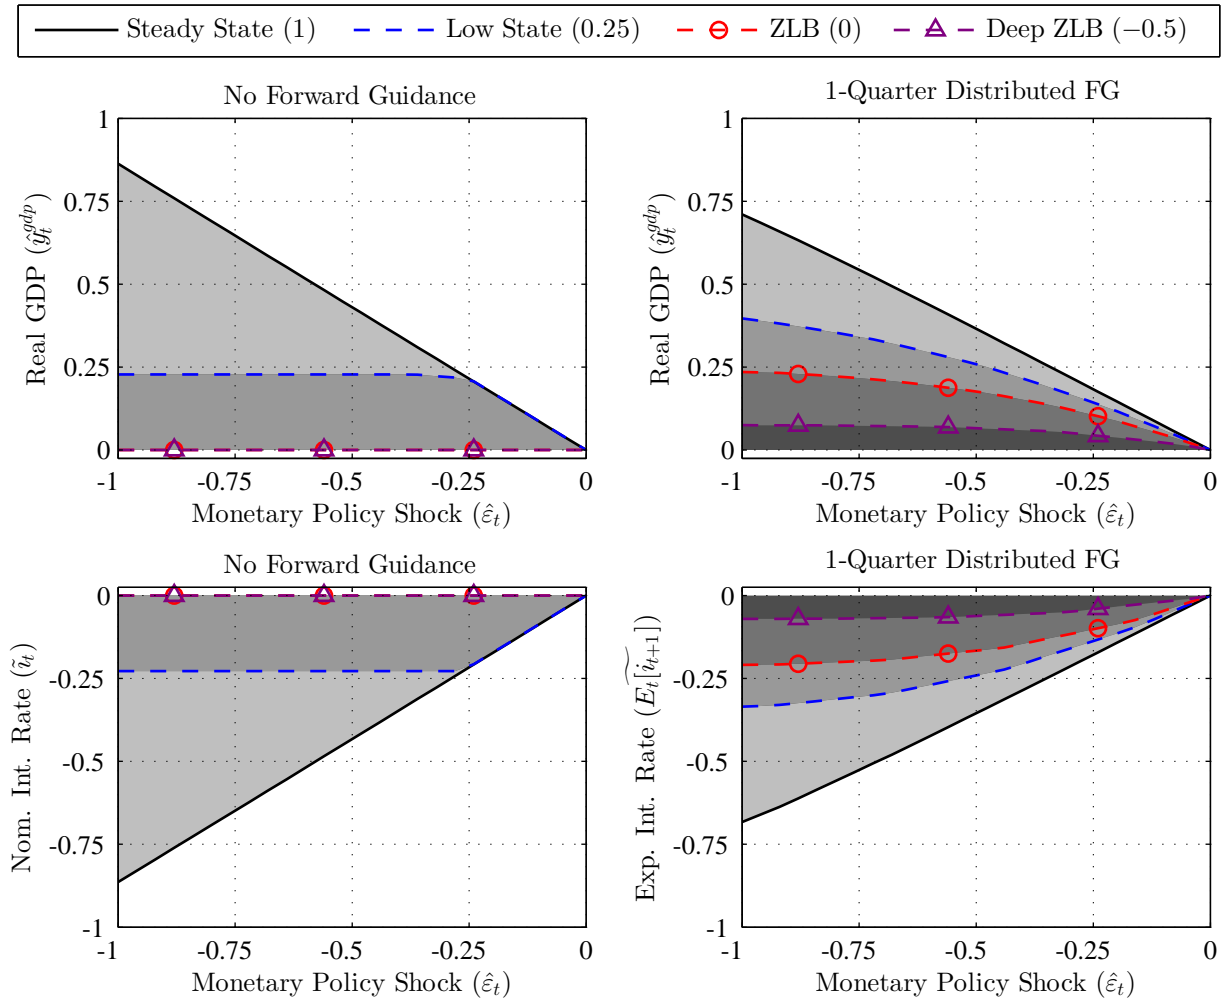 Steady State (1) Low State (0.25) ZLB (0) Deep ZLB (−0.5)
No Forward Guidance
Real GDP (ŷ_t^{gdp})
1
0.75
0.5
0.25
0
-1 -0.75 -0.5 -0.25 0
Monetary Policy Shock (ε̂_t)
1-Quarter Distributed FG
Real GDP (ŷ_t^{gdp})
1
0.75
0.5
0.25
0
-1 -0.75 -0.5 -0.25 0
Monetary Policy Shock (ε̂_t)
No Forward Guidance
Nom. Int. Rate (ĩ_t)
0
-0.25
-0.5
-0.75
-1
-1 -0.75 -0.5 -0.25 0
Monetary Policy Shock (ε̂_t)
1-Quarter Distributed FG
Exp. Int. Rate (\widetilde{E_t[i_{t+1}]})
0
-0.25
-0.5
-0.75
-1
-1 -0.75 -0.5 -0.25 0
Monetary Policy Shock (ε̂_t)